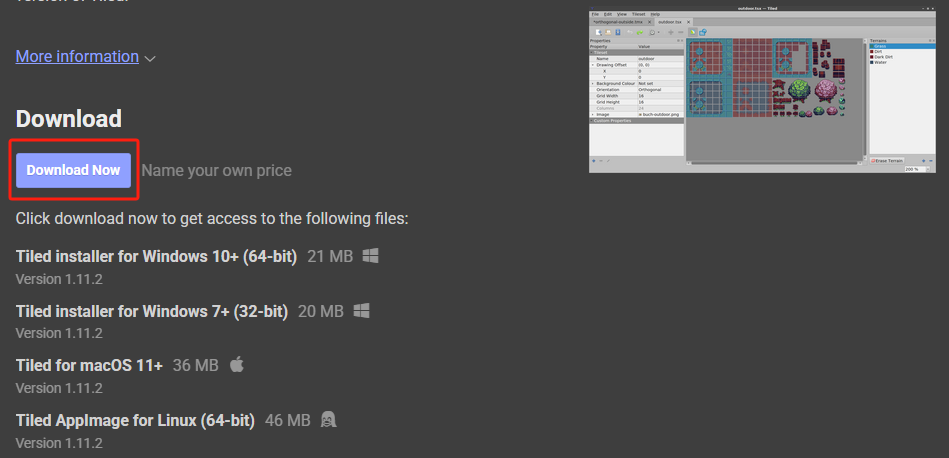 More information
Download
Download Now
Name your own price
Click download now to get access to the following files:
Tiled installer for Windows 10+ (64-bit) 21 MB
Version 1.11.2
Tiled installer for Windows 7+ (32-bit) 20 MB
Version 1.11.2
Tiled for macOS 11+ 36 MB
Version 1.11.2
Tiled AppImage for Linux (64-bit) 46 MB
Version 1.11.2
outdoor.tsx — Tiled
File Edit View Tileset Help
*orthogonal-outside.tmx
outdoor.tsx
Properties
Property Value
Tileset
Name outdoor
Drawing Offset (0, 0)
X 0
Y 0
Background Colour Not set
Orientation Orthogonal
Grid Width 16
Grid Height 16
Columns 24
Image buch-outdoor.png
Custom Properties
Terrains
Grass
Dirt
Dark Dirt
Water
Erase Terrain
200 %